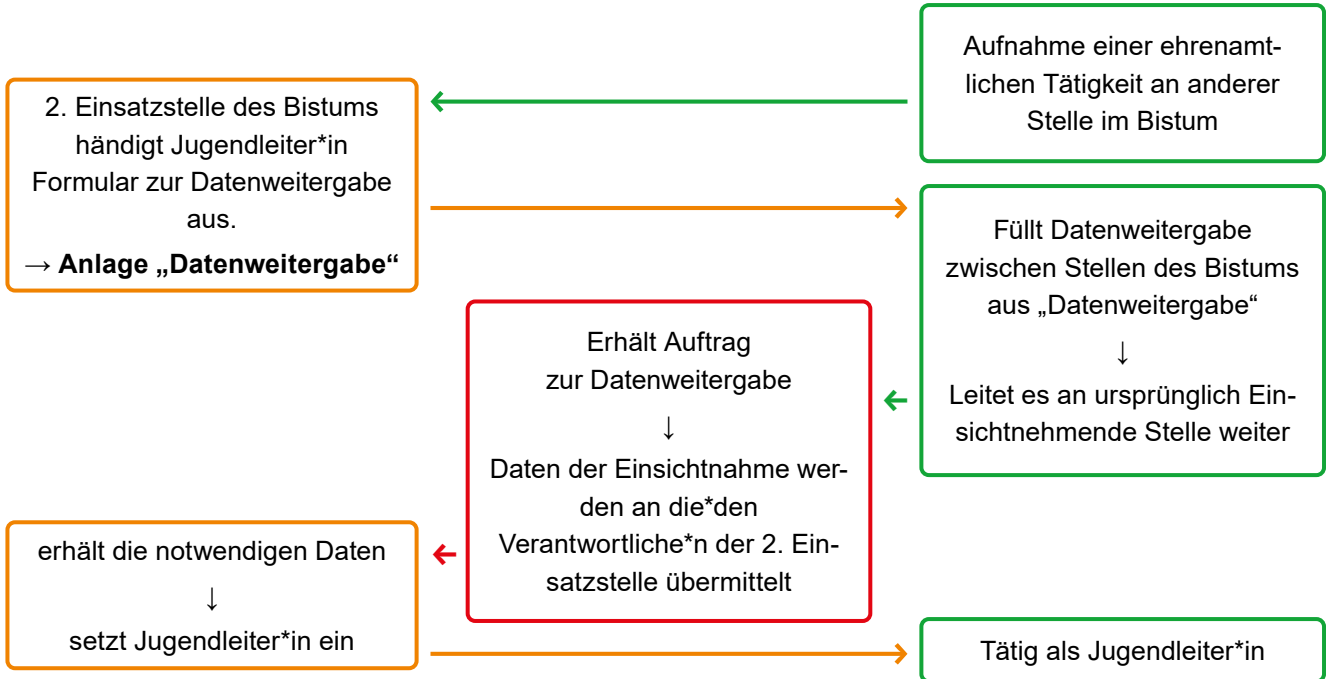 Aufnahme einer ehrenamt-
lichen Tätigkeit an anderer
Stelle im Bistum
2. Einsatzstelle des Bistums
händigt Jugendleiter*in
Formular zur Datenweitergabe
aus.
→ Anlage „Datenweitergabe“
Füllt Datenweitergabe
zwischen Stellen des Bistums
aus „Datenweitergabe“
↓
Leitet es an ursprünglich Ein-
sichtnehmende Stelle weiter
Erhält Auftrag
zur Datenweitergabe
↓
Daten der Einsichtnahme wer-
den an die*den
Verantwortliche*n der 2. Ein-
satzstelle übermittelt
erhält die notwendigen Daten
↓
setzt Jugendleiter*in ein
Tätig als Jugendleiter*in